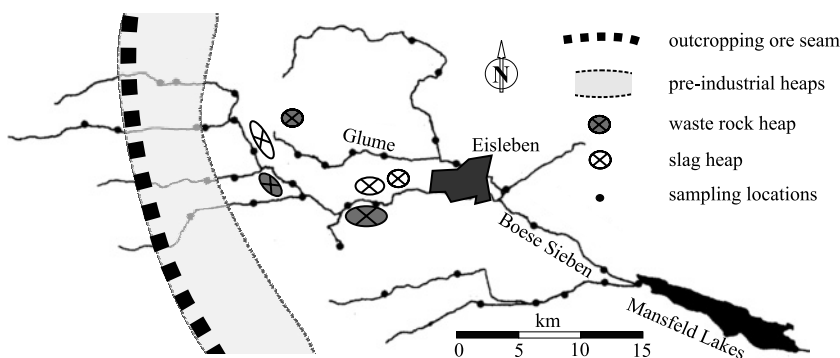 outcropping ore seam
N
pre-industrial heaps
waste rock heap
Glume
Eisleben
slag heap
sampling locations
Boese Sieben
Mansfeld Lakes
km
0 5 10 15